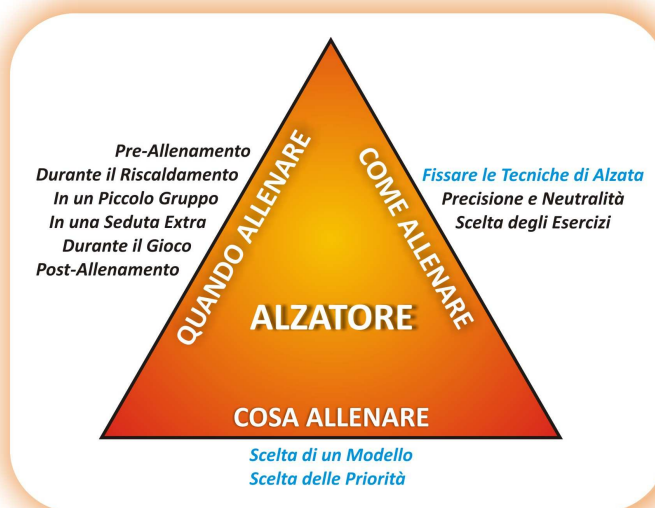 Pre-Allenamento
Durante il Riscaldamento
In un Piccolo Gruppo
In una Seduta Extra
Durante il Gioco
Post-Allenamento
QUANDO ALLENARE
COME ALLENARE
Fissare le Tecniche di Alzata
Precisione e Neutralità
Scelta degli Esercizi
ALZATORE
COSA ALLENARE
Scelta di un Modello
Scelta delle Priorità